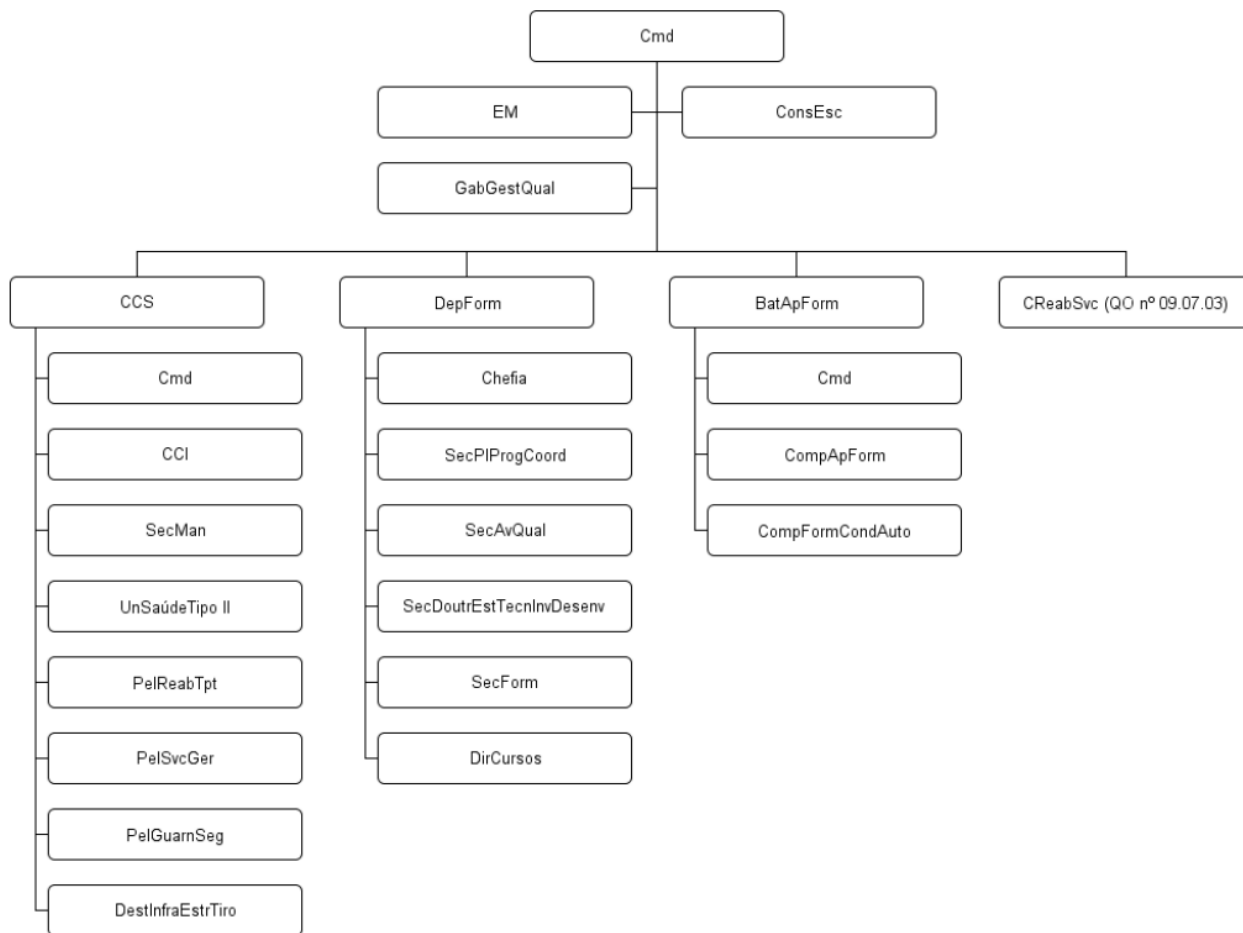 Cmd
EM
ConsEsc
GabGestQual
CCS
DepForm
BatApForm
CReabSvc (QO nº 09.07.03)
Cmd
Chefia
Cmd
CCI
SecPlProgCoord
CompApForm
SecMan
SecAvQual
CompFormCondAuto
UnSaúdeTipo II
SecDoutrEstTecnInvDesenv
PelReabTpt
SecForm
PelSvcGer
DirCursos
PelGuarnSeg
DestInfraEstrTiro